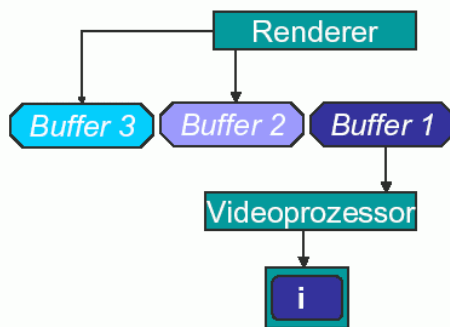 Renderer
Buffer 3 Buffer 2 Buffer 1
Videoprozessor
i